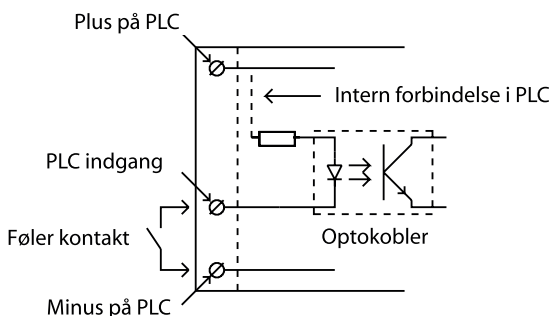 Plus på PLC
Intern forbindelse i PLC
PLC indgang
Føler kontakt
Optokobler
Minus på PLC